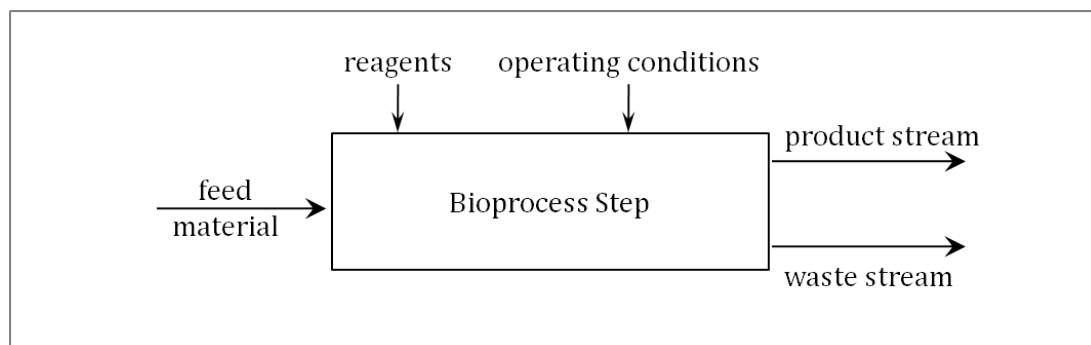 reagents
operating conditions
product stream
feed
material
Bioprocess Step
waste stream